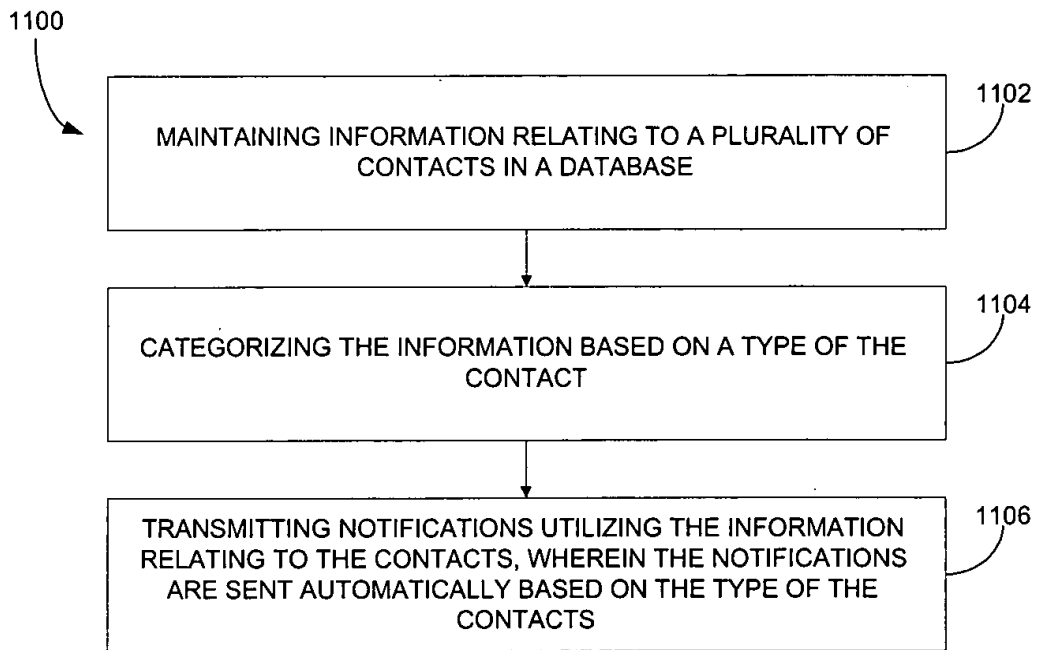 1100
1102
MAINTAINING INFORMATION RELATING TO A PLURALITY OF
CONTACTS IN A DATABASE
1104
CATEGORIZING THE INFORMATION BASED ON A TYPE OF THE
CONTACT
1106
TRANSMITTING NOTIFICATIONS UTILIZING THE INFORMATION
RELATING TO THE CONTACTS, WHEREIN THE NOTIFICATIONS
ARE SENT AUTOMATICALLY BASED ON THE TYPE OF THE
CONTACTS